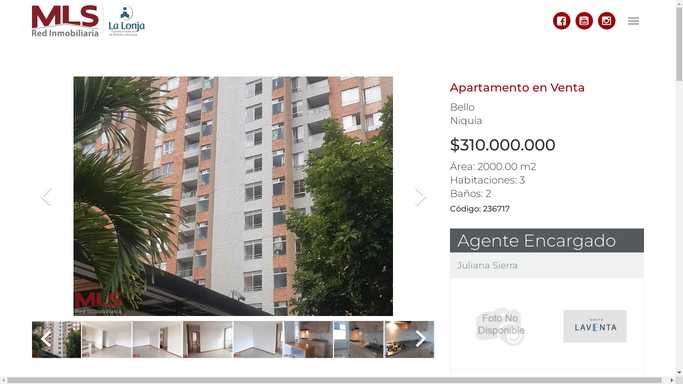 MLS
Red Inmobiliaria
La Lonja
Apartamento en Venta
Bello
Niquia
$310.000.000
Área: 2000.00 m2
Habitaciones: 3
Baños: 2
Código: 236717
MLS
Red Inmobiliaria
Agente Encargado
Juliana Sierra
Foto No
Disponible
LAVENTA